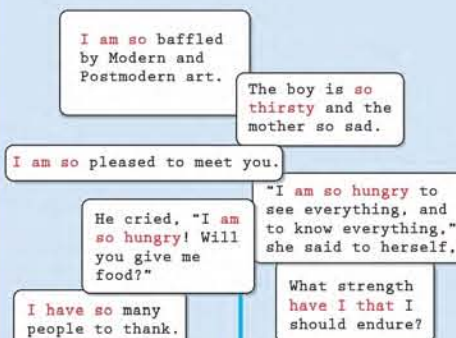 I am so baffled
by Modern and
Postmodern art.
The boy is so
thirsty and the
mother so sad.
I am so pleased to meet you.
"I am so hungry to
see everything, and
to know everything,"
she said to herself,
He cried, "I am
so hungry! Will
you give me
food?"
What strength
have I that I
should endure?
I have so many
people to thank.